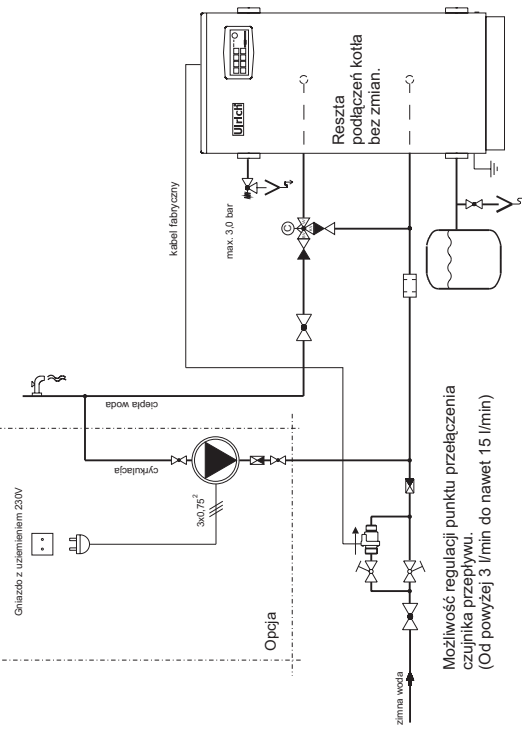 Gniazdo z uziemieniem 230V
3x0,75²
cyrkulacja
ciepła woda
kabel fabryczny
max. 3,0 bar
Ulrich
Reszta
podłączeń kotła
bez zmian.
C
Opcja
zimna woda
Możliwość regulacji punktu przełączenia
czujnika przepływu.
(Od powyżej 3 l/min do nawet 15 l/min)